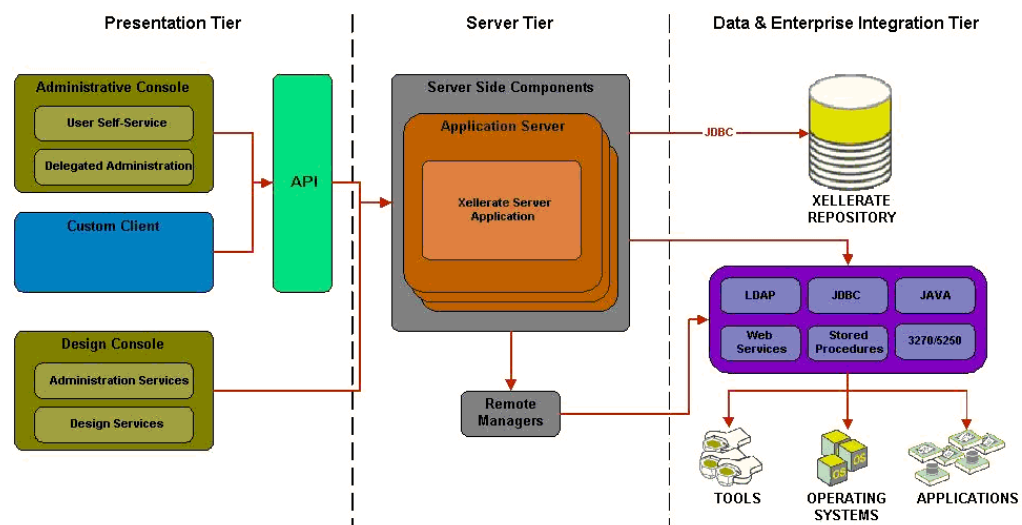 Presentation Tier
Server Tier
Data & Enterprise Integration Tier
Administrative Console
User Self-Service
Delegated Administration
API
Custom Client
Design Console
Administration Services
Design Services
Server Side Components
Application Server
Xellerate Server
Application
Remote
Managers
JDBC
XELLERATE
REPOSITORY
LDAP
JDBC
JAVA
Web
Services
Stored
Procedures
3270/5250
TOOLS
OS
OS
OPERATING
SYSTEMS
APPLICATIONS